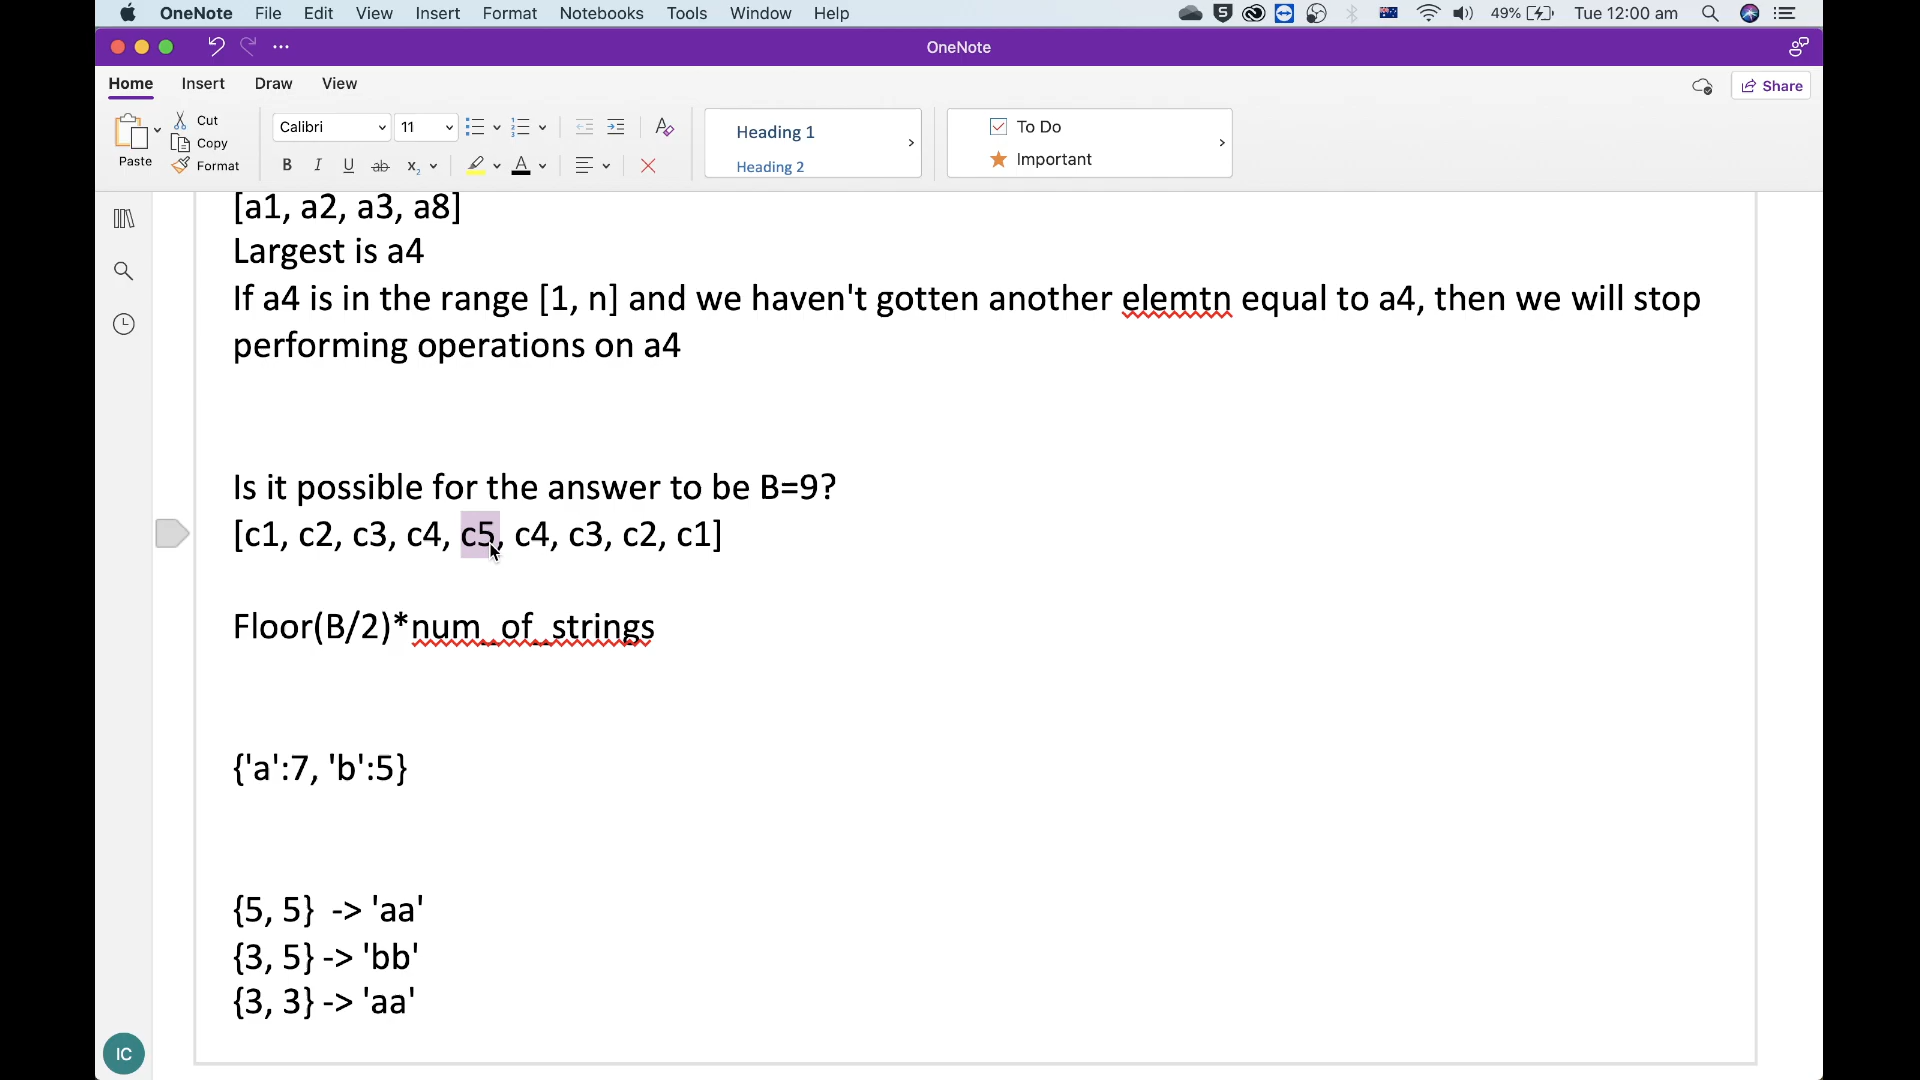 OneNote File Edit View Insert Format Notebooks Tools Window Help 49% Tue 12:00 am
OneNote
Home Insert Draw View Share
Paste Cut Copy Format Calibri 11 Heading 1 Heading 2 To Do Important
[a1, a2, a3, a8]
Largest is a4
If a4 is in the range [1, n] and we haven't gotten another elemtn equal to a4, then we will stop
performing operations on a4
Is it possible for the answer to be B=9?
[c1, c2, c3, c4, c5, c4, c3, c2, c1]
Floor(B/2)*num_of_strings
{'a':7, 'b':5}
{5, 5} -> 'aa'
{3, 5} -> 'bb'
{3, 3} -> 'aa'
IC